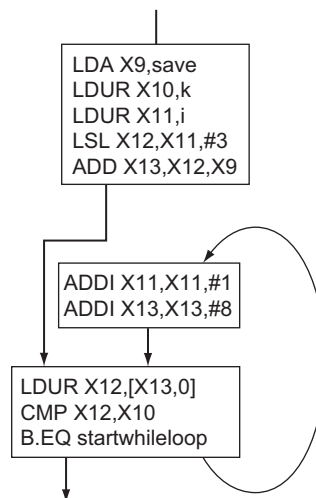 LDA X9,save
LDUR X10,k
LDUR X11,i
LSL X12,X11,#3
ADD X13,X12,X9
ADDI X11,X11,#1
ADDI X13,X13,#8
LDUR X12,[X13,0]
CMP X12,X10
B.EQ startwhileloop